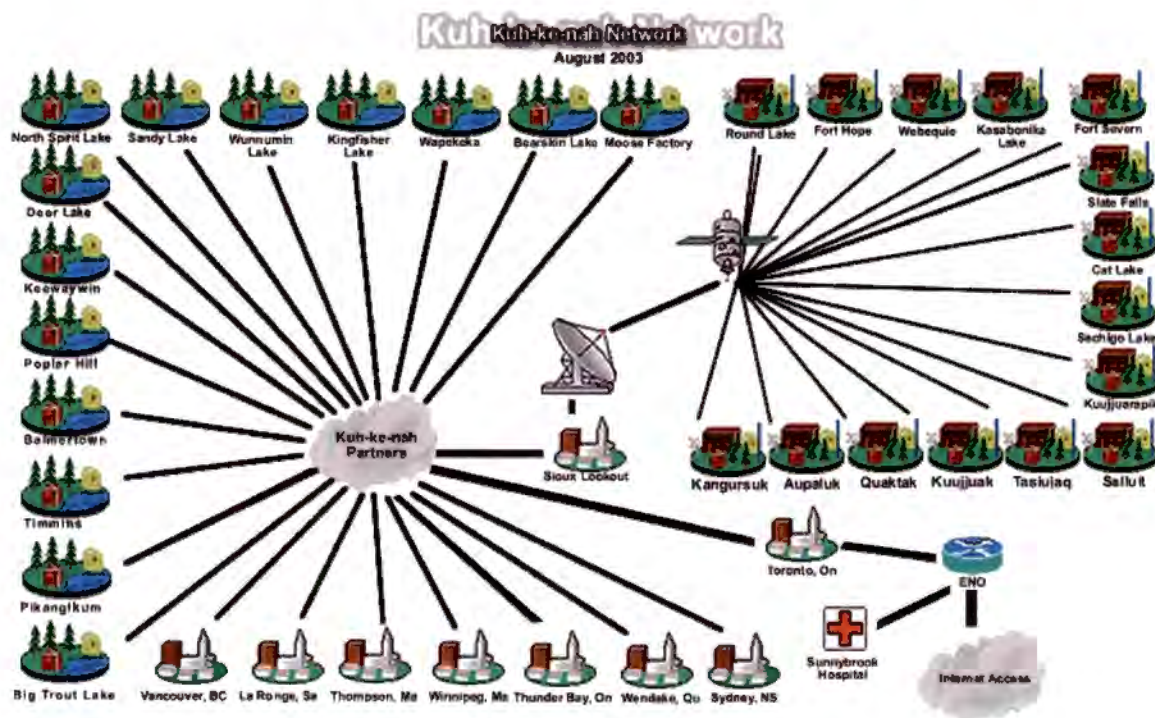 Kuh-ke-nah Network
August 2003
North Spirit Lake
Sandy Lake
Wunnumin
Lake
Kingfisher
Lake
Wapekeka
Bearskin Lake
Moose Factory
Round Lake
Fort Hope
Webequie
Kasabonika
Lake
Fort Severn
Deer Lake
Slate Falls
Keewaywin
Cat Lake
Poplar Hill
Sachigo Lake
Balmertown
Kuujjuarapik
Kuh-ke-nah
Partners
Sioux Lookout
Kangursuk
Aupaluk
Quaktak
Kuujjuak
Tasiujaq
Salluit
Timmins
Toronto, On
ENO
Pikangikum
Sunnybrook
Hospital
Internet Access
Big Trout Lake
Vancouver, BC
La Ronge, Sa
Thompson, Ma
Winnipeg, Ma
Thunder Bay, On
Wendake, Qu
Sydney, NS